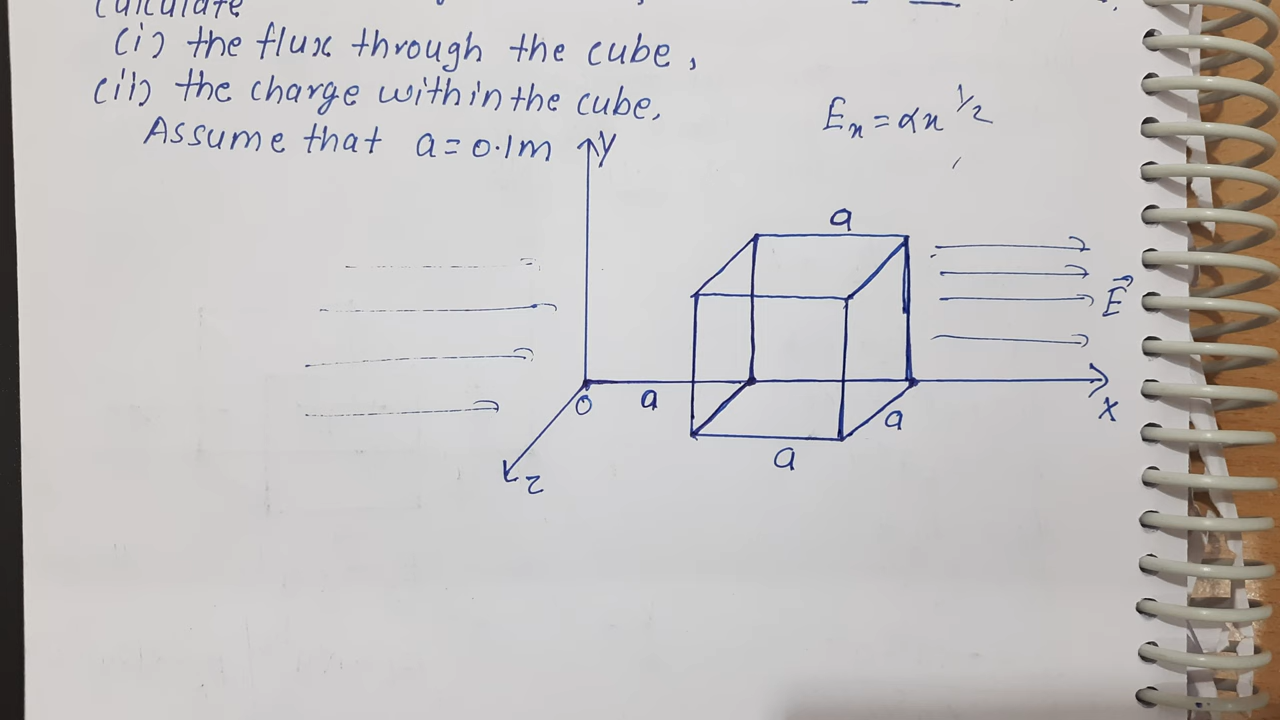 calculate
(i) the flux through the cube,
(ii) the charge within the cube,
Assume that a = 0.1m
Eₓ = αx^1/2
Y
a
E⃗
O a a X
a
Z